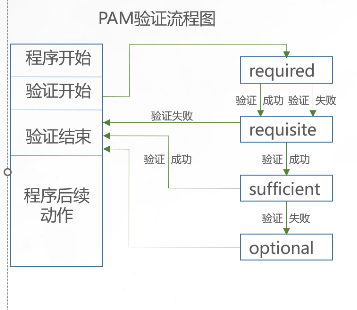 PAM验证流程图
程序开始
验证开始
验证结束
程序后续
动作
required
验证 成功
验证 失败
验证失败
requisite
验证 成功
验证 成功
sufficient
验证 失败
optional